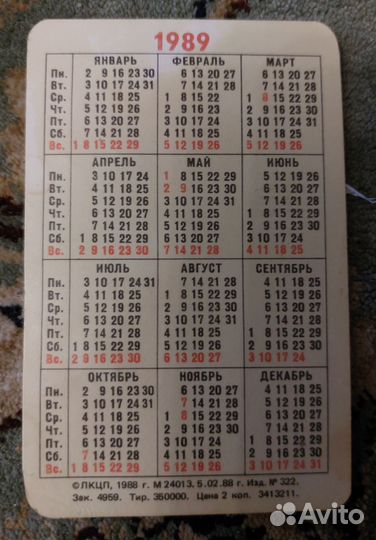 1989
ЯНВАРЬ ФЕВРАЛЬ МАРТ
Пн. 2 9 16 23 30 6 13 20 27 6 13 20 27
Вт. 3 10 17 24 31 7 14 21 28 7 14 21 28
Ср. 4 11 18 25 1 8 15 22 1 8 15 22 29
Чт. 5 12 19 26 2 9 16 23 2 9 16 23 30
Пт. 6 13 20 27 3 10 17 24 3 10 17 24 31
Сб. 7 14 21 28 4 11 18 25 4 11 18 25
Вс. 1 8 15 22 29 5 12 19 26 5 12 19 26
АПРЕЛЬ МАЙ ИЮНЬ
Пн. 3 10 17 24 1 8 15 22 29 5 12 19 26
Вт. 4 11 18 25 2 9 16 23 30 6 13 20 27
Ср. 5 12 19 26 3 10 17 24 31 7 14 21 28
Чт. 6 13 20 27 4 11 18 25 1 8 15 22 29
Пт. 7 14 21 28 5 12 19 26 2 9 16 23 30
Сб. 1 8 15 22 29 6 13 20 27 3 10 17 24
Вс. 2 9 16 23 30 7 14 21 28 4 11 18 25
ИЮЛЬ АВГУСТ СЕНТЯБРЬ
Пн. 3 10 17 24 31 7 14 21 28 4 11 18 25
Вт. 4 11 18 25 1 8 15 22 29 5 12 19 26
Ср. 5 12 19 26 2 9 16 23 30 6 13 20 27
Чт. 6 13 20 27 3 10 17 24 31 7 14 21 28
Пт. 7 14 21 28 4 11 18 25 1 8 15 22 29
Сб. 1 8 15 22 29 5 12 19 26 2 9 16 23 30
Вс. 2 9 16 23 30 6 13 20 27 3 10 17 24
ОКТЯБРЬ НОЯБРЬ ДЕКАБРЬ
Пн. 2 9 16 23 30 6 13 20 27 4 11 18 25
Вт. 3 10 17 24 31 7 14 21 28 5 12 19 26
Ср. 4 11 18 25 1 8 15 22 29 6 13 20 27
Чт. 5 12 19 26 2 9 16 23 30 7 14 21 28
Пт. 6 13 20 27 3 10 17 24 1 8 15 22 29
Сб. 7 14 21 28 4 11 18 25 2 9 16 23 30
Вс. 1 8 15 22 29 5 12 19 26 3 10 17 24 31
©ЛКЦП, 1988 г. М 24013. 5.02.88 г. Изд. № 322.
Зак. 4959. Тир. 350000. Цена 2 коп. 3413211.
Avito